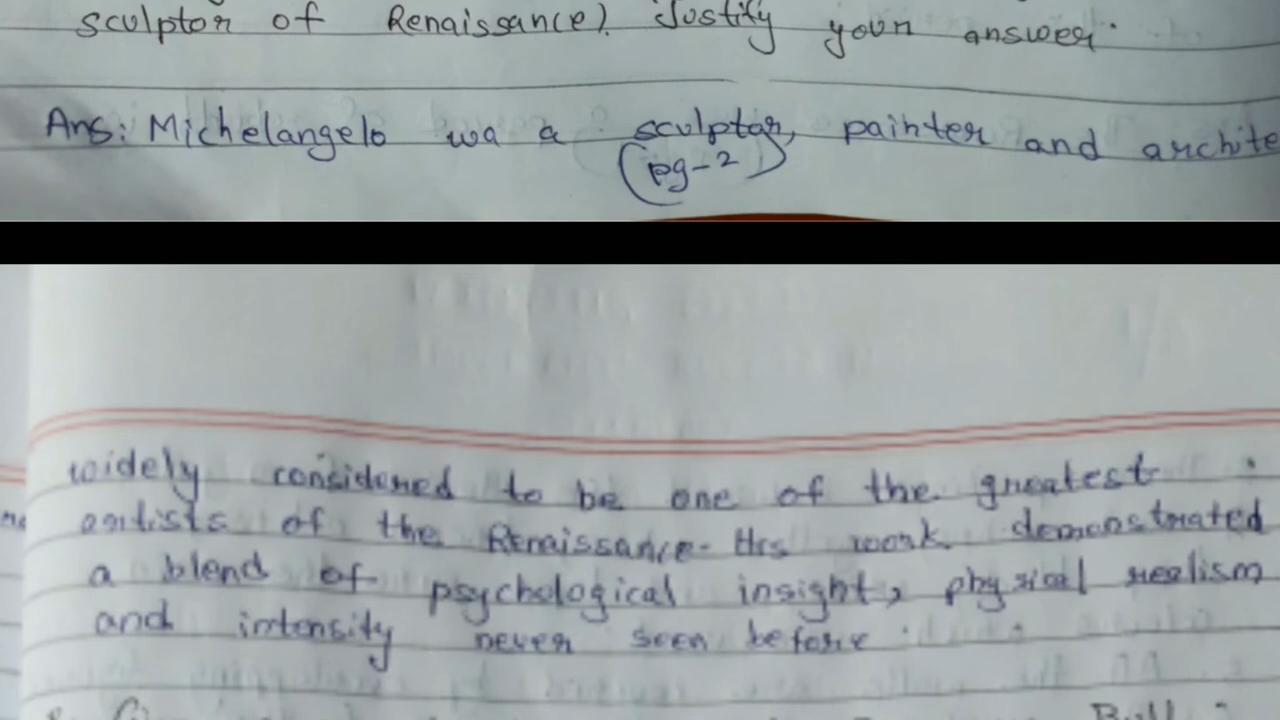 sculptor of Renaissance). Justify your answer.
Ans: Michelangelo wa a sculptor, painter and archite
(pg-2)
widely considered to be one of the greatest
artists of the Renaissance. His work demonstrated
a blend of psychological insight, physical realism
and intensity never seen before.